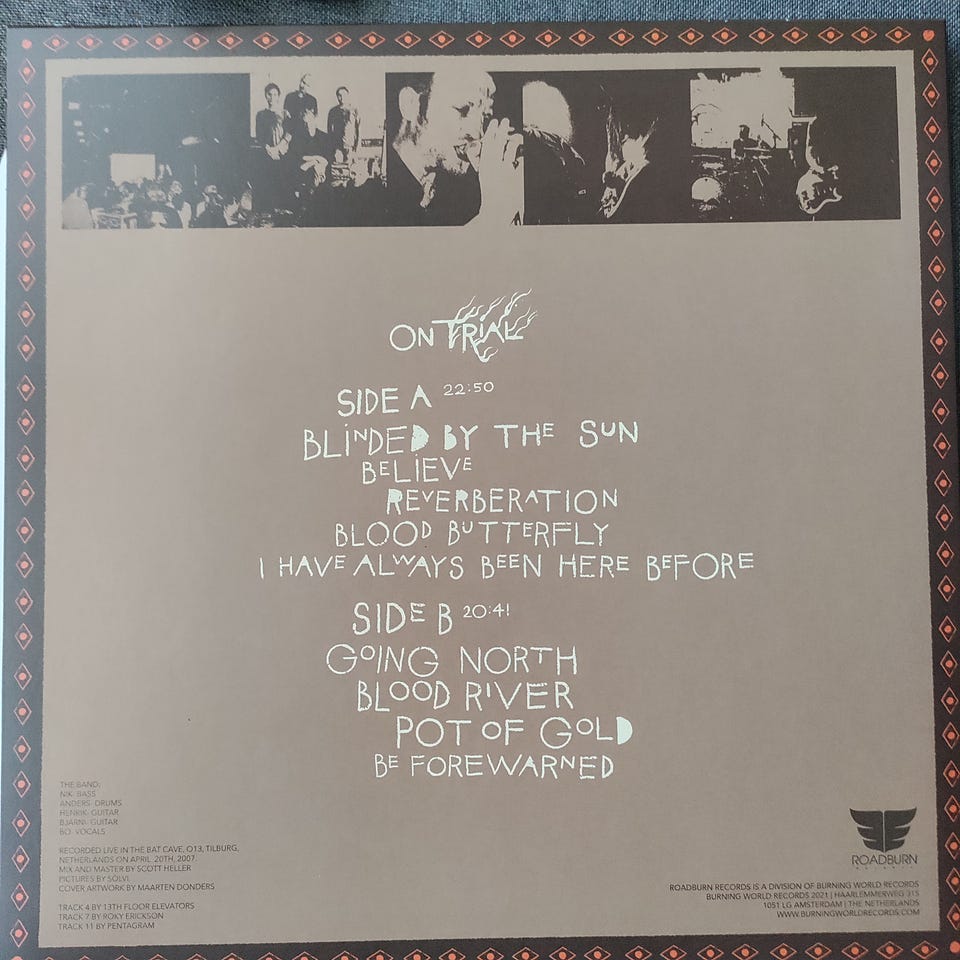 ON TRIAL
SIDE A 22:50
BLINDED BY THE SUN
BELIEVE
REVERBERATION
BLOOD BUTTERFLY
I HAVE ALWAYS BEEN HERE BEFORE
SIDE B 20:41
GOING NORTH
BLOOD RIVER
POT OF GOLD
BE FOREWARNED
THE BAND:
NIK- BASS
ANDERS- DRUMS
HENRIK- GUITAR
BJARNI- GUITAR
BO- VOCALS
RECORDED LIVE IN THE BAT CAVE, O13, TILBURG,
NETHERLANDS ON APRIL 20TH, 2007.
MIX AND MASTER BY SCOTT HELLER
PICTURES BY SOLVI
COVER ARTWORK BY MAARTEN DONDERS
TRACK 4 BY 13TH FLOOR ELEVATORS
TRACK 7 BY ROKY ERICKSON
TRACK 11 BY PENTAGRAM
ROADBURN
ROADBURN RECORDS IS A DIVISION OF BURNING WORLD RECORDS
BURNING WORLD RECORDS 2021 | HAARLEMMERWEG 315
1051 LG AMSTERDAM | THE NETHERLANDS
WWW.BURNINGWORLDRECORDS.COM